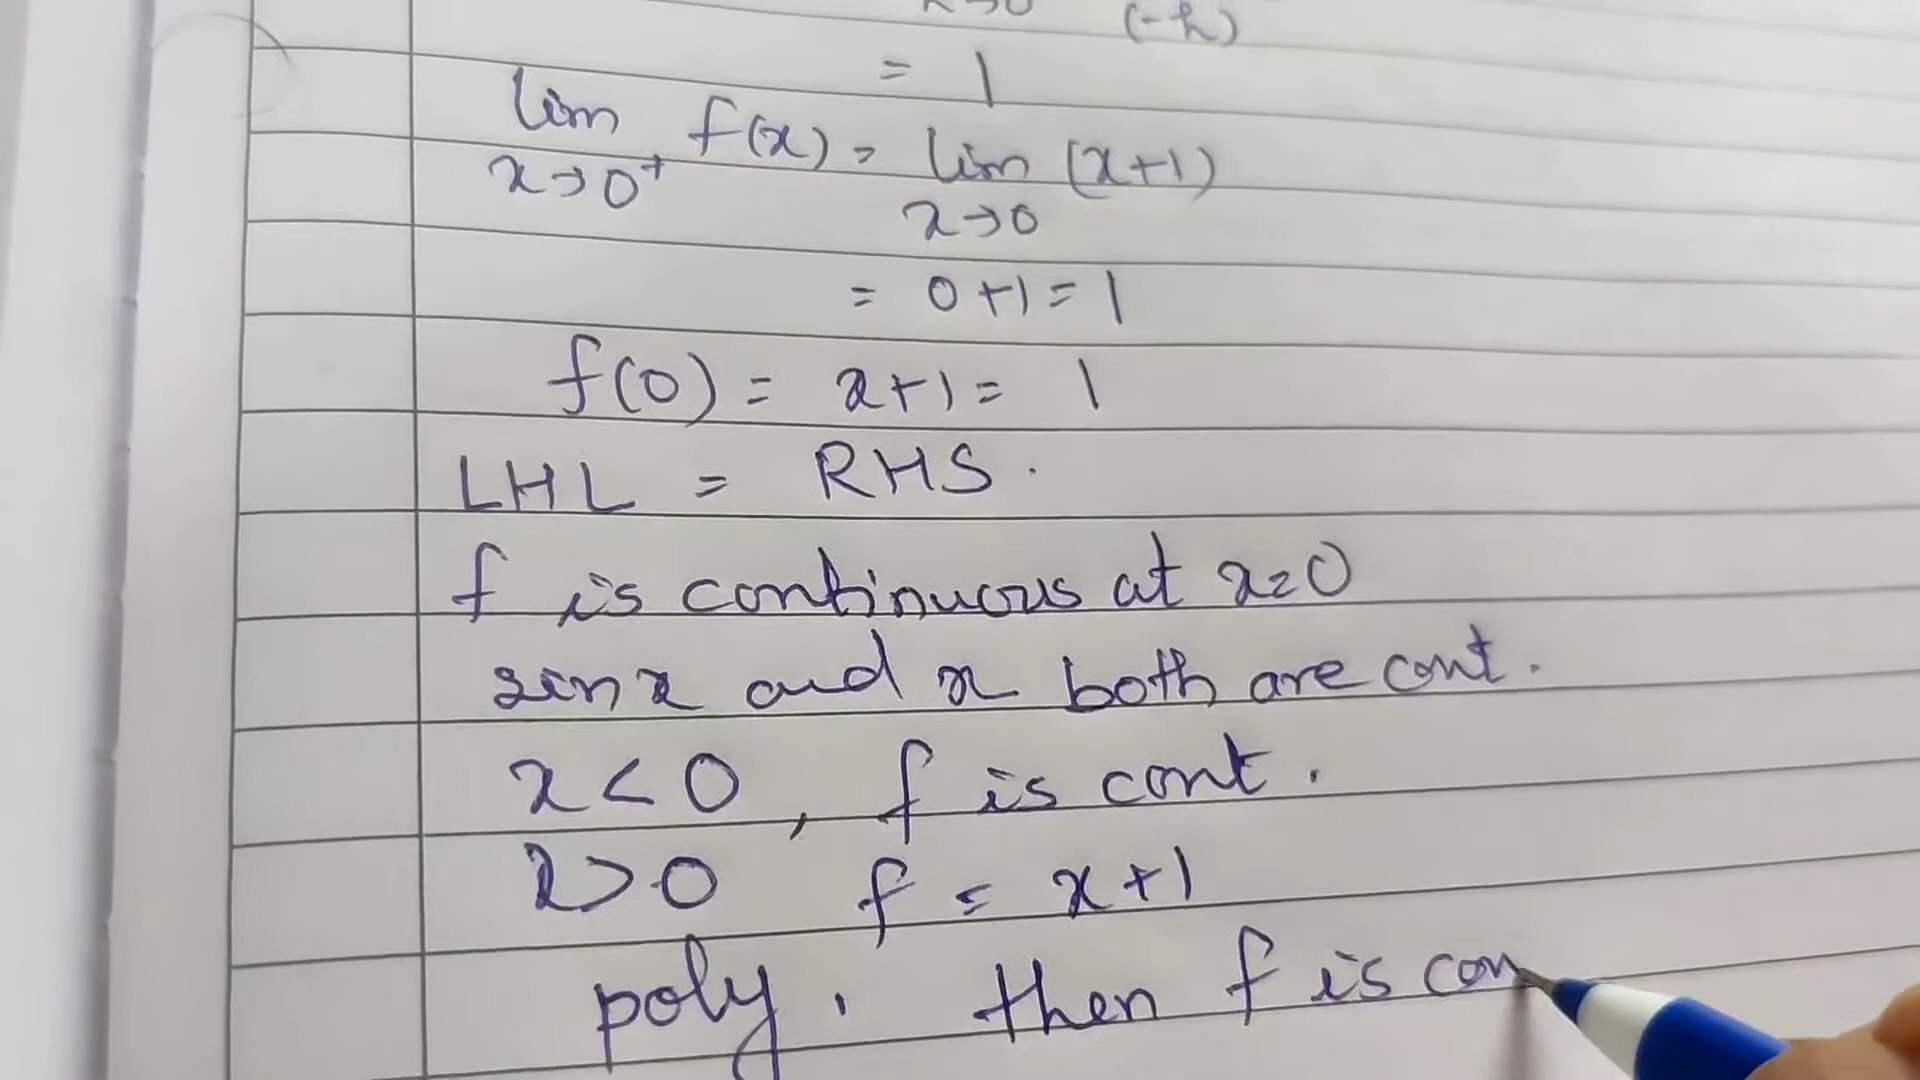 x→0 (-h)
= 1
lim f(x) = lim (x+1)
x→0⁺ x→0
= 0+1 = 1
f(0) = x+1 = 1
LHL = RHS.
f is continuous at x=0
sin x and x both are cont.
x<0, f is cont.
x>0 f = x+1
poly. then f is con